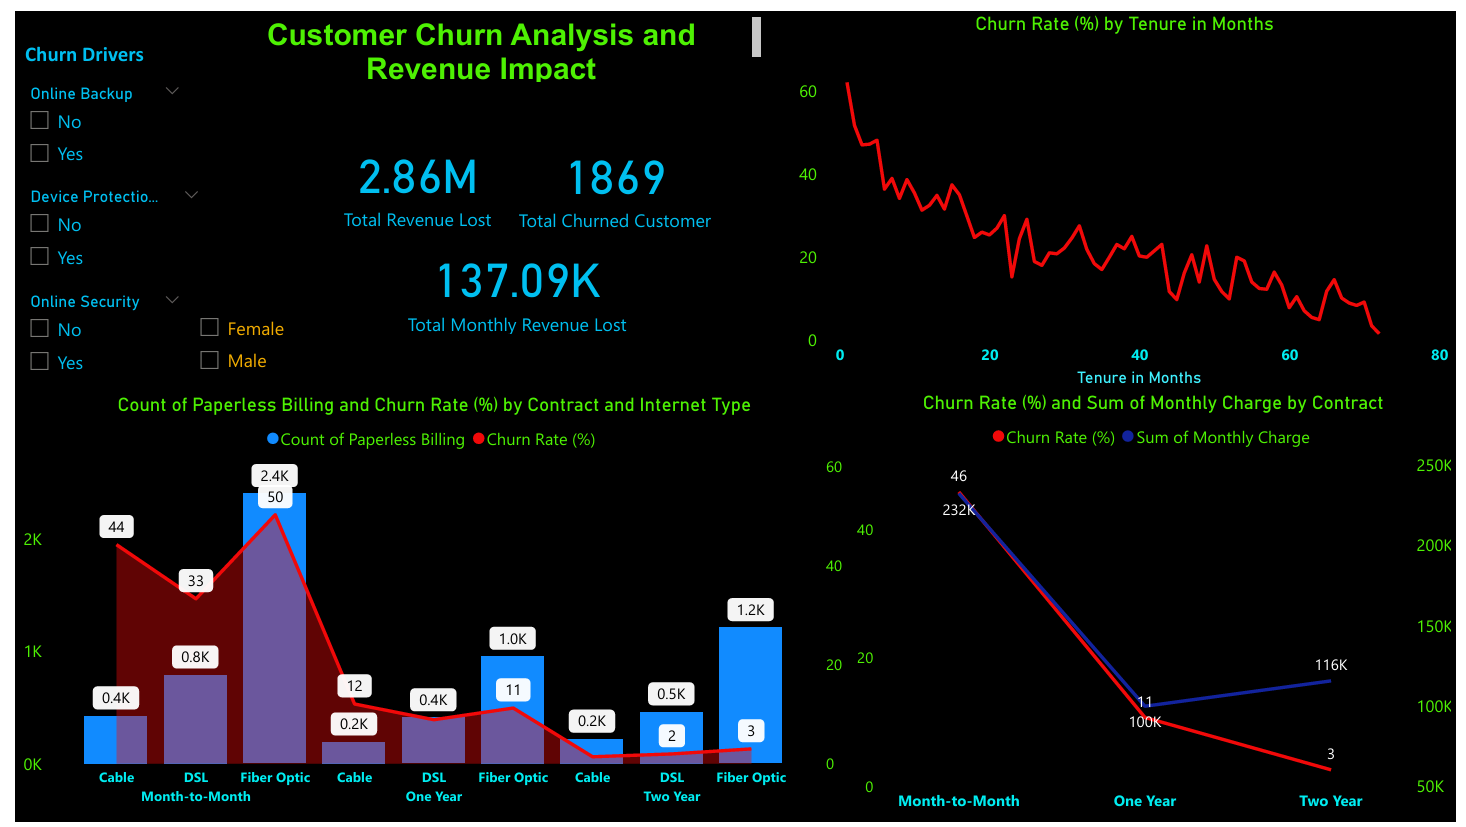 Customer Churn Analysis and
Revenue Impact
Churn Drivers
Online Backup
No
Yes
Device Protectio...
No
Yes
Online Security
No
Yes
Female
Male
2.86M
Total Revenue Lost
1869
Total Churned Customer
137.09K
Total Monthly Revenue Lost
Churn Rate (%) by Tenure in Months
60
40
20
0
0 20 40 60 80
Tenure in Months
Count of Paperless Billing and Churn Rate (%) by Contract and Internet Type
Count of Paperless Billing Churn Rate (%)
2K
1K
0K
60
40
20
0
2.4K
50
44
33
0.8K
0.4K
12
0.2K
0.4K
1.0K
11
0.2K
0.5K
2
1.2K
3
Cable DSL Fiber Optic Cable DSL Fiber Optic Cable DSL Fiber Optic
Month-to-Month One Year Two Year
Churn Rate (%) and Sum of Monthly Charge by Contract
Churn Rate (%) Sum of Monthly Charge
40
20
0
250K
200K
150K
100K
50K
46
232K
11
100K
116K
3
Month-to-Month One Year Two Year